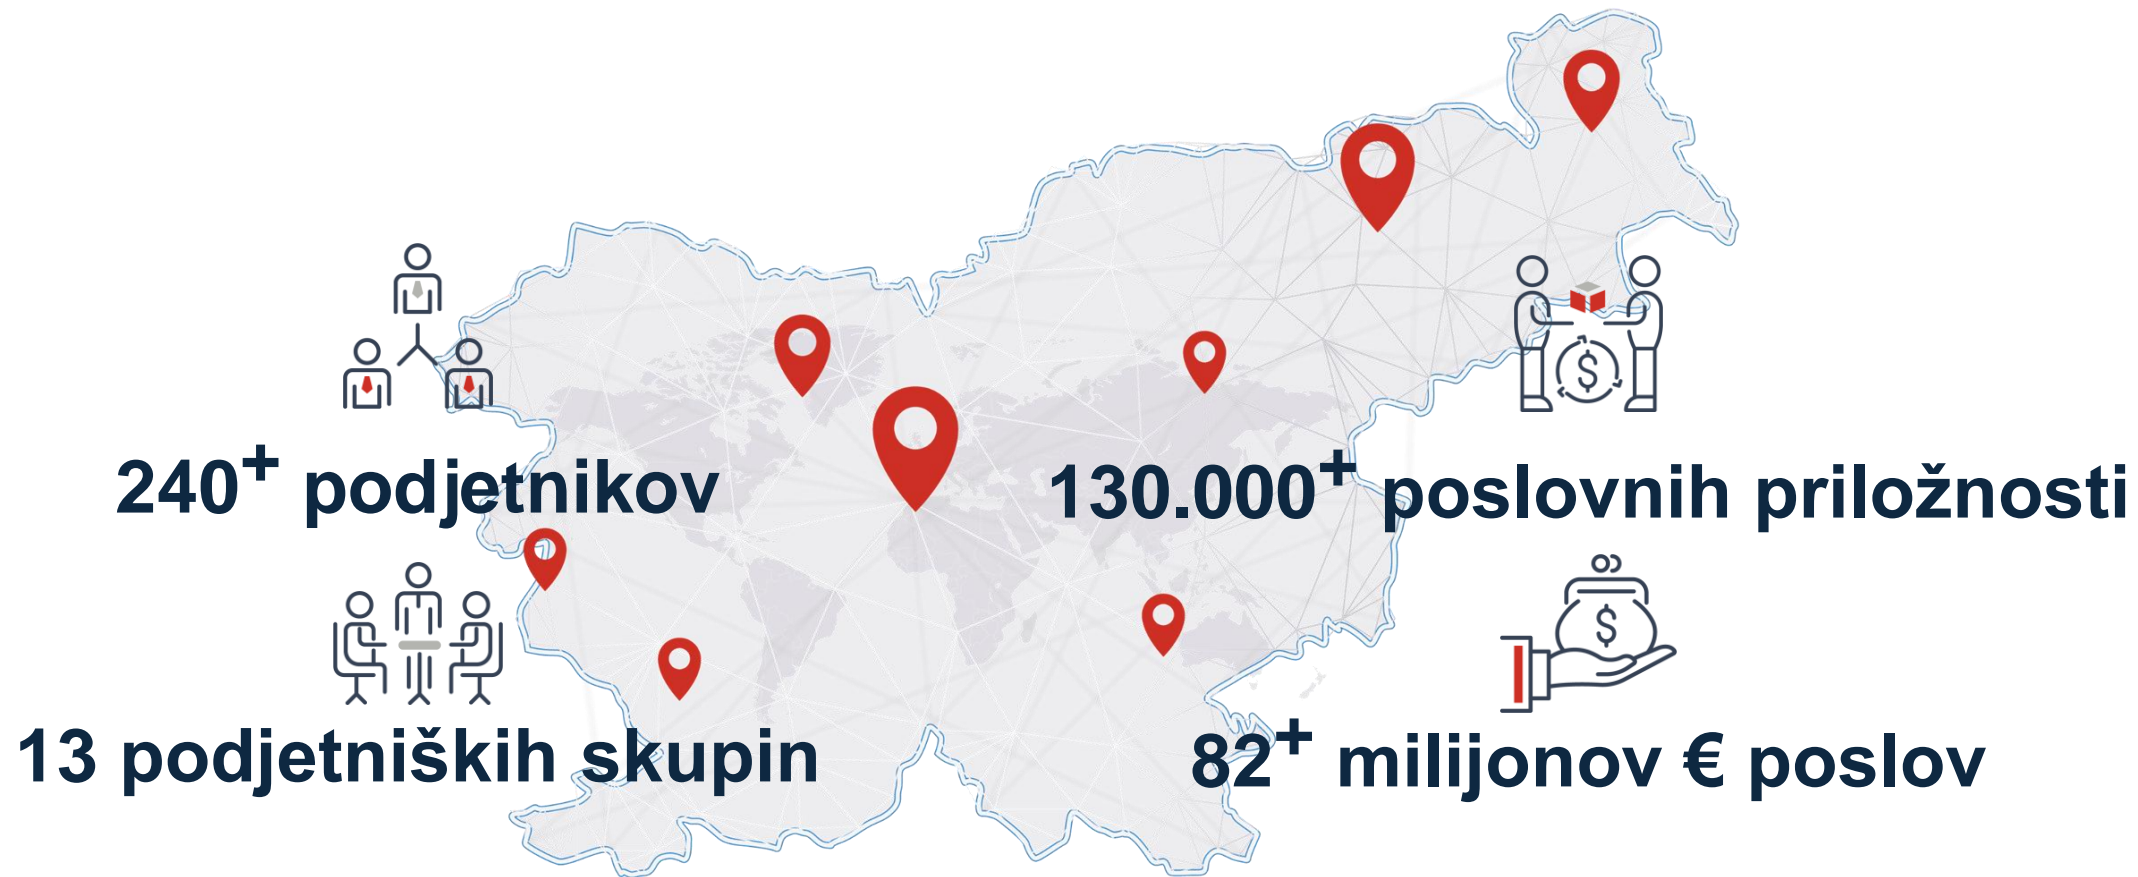 240+ podjetnikov
130.000+ poslovnih priložnosti
13 podjetniških skupin
82+ milijonov € poslov